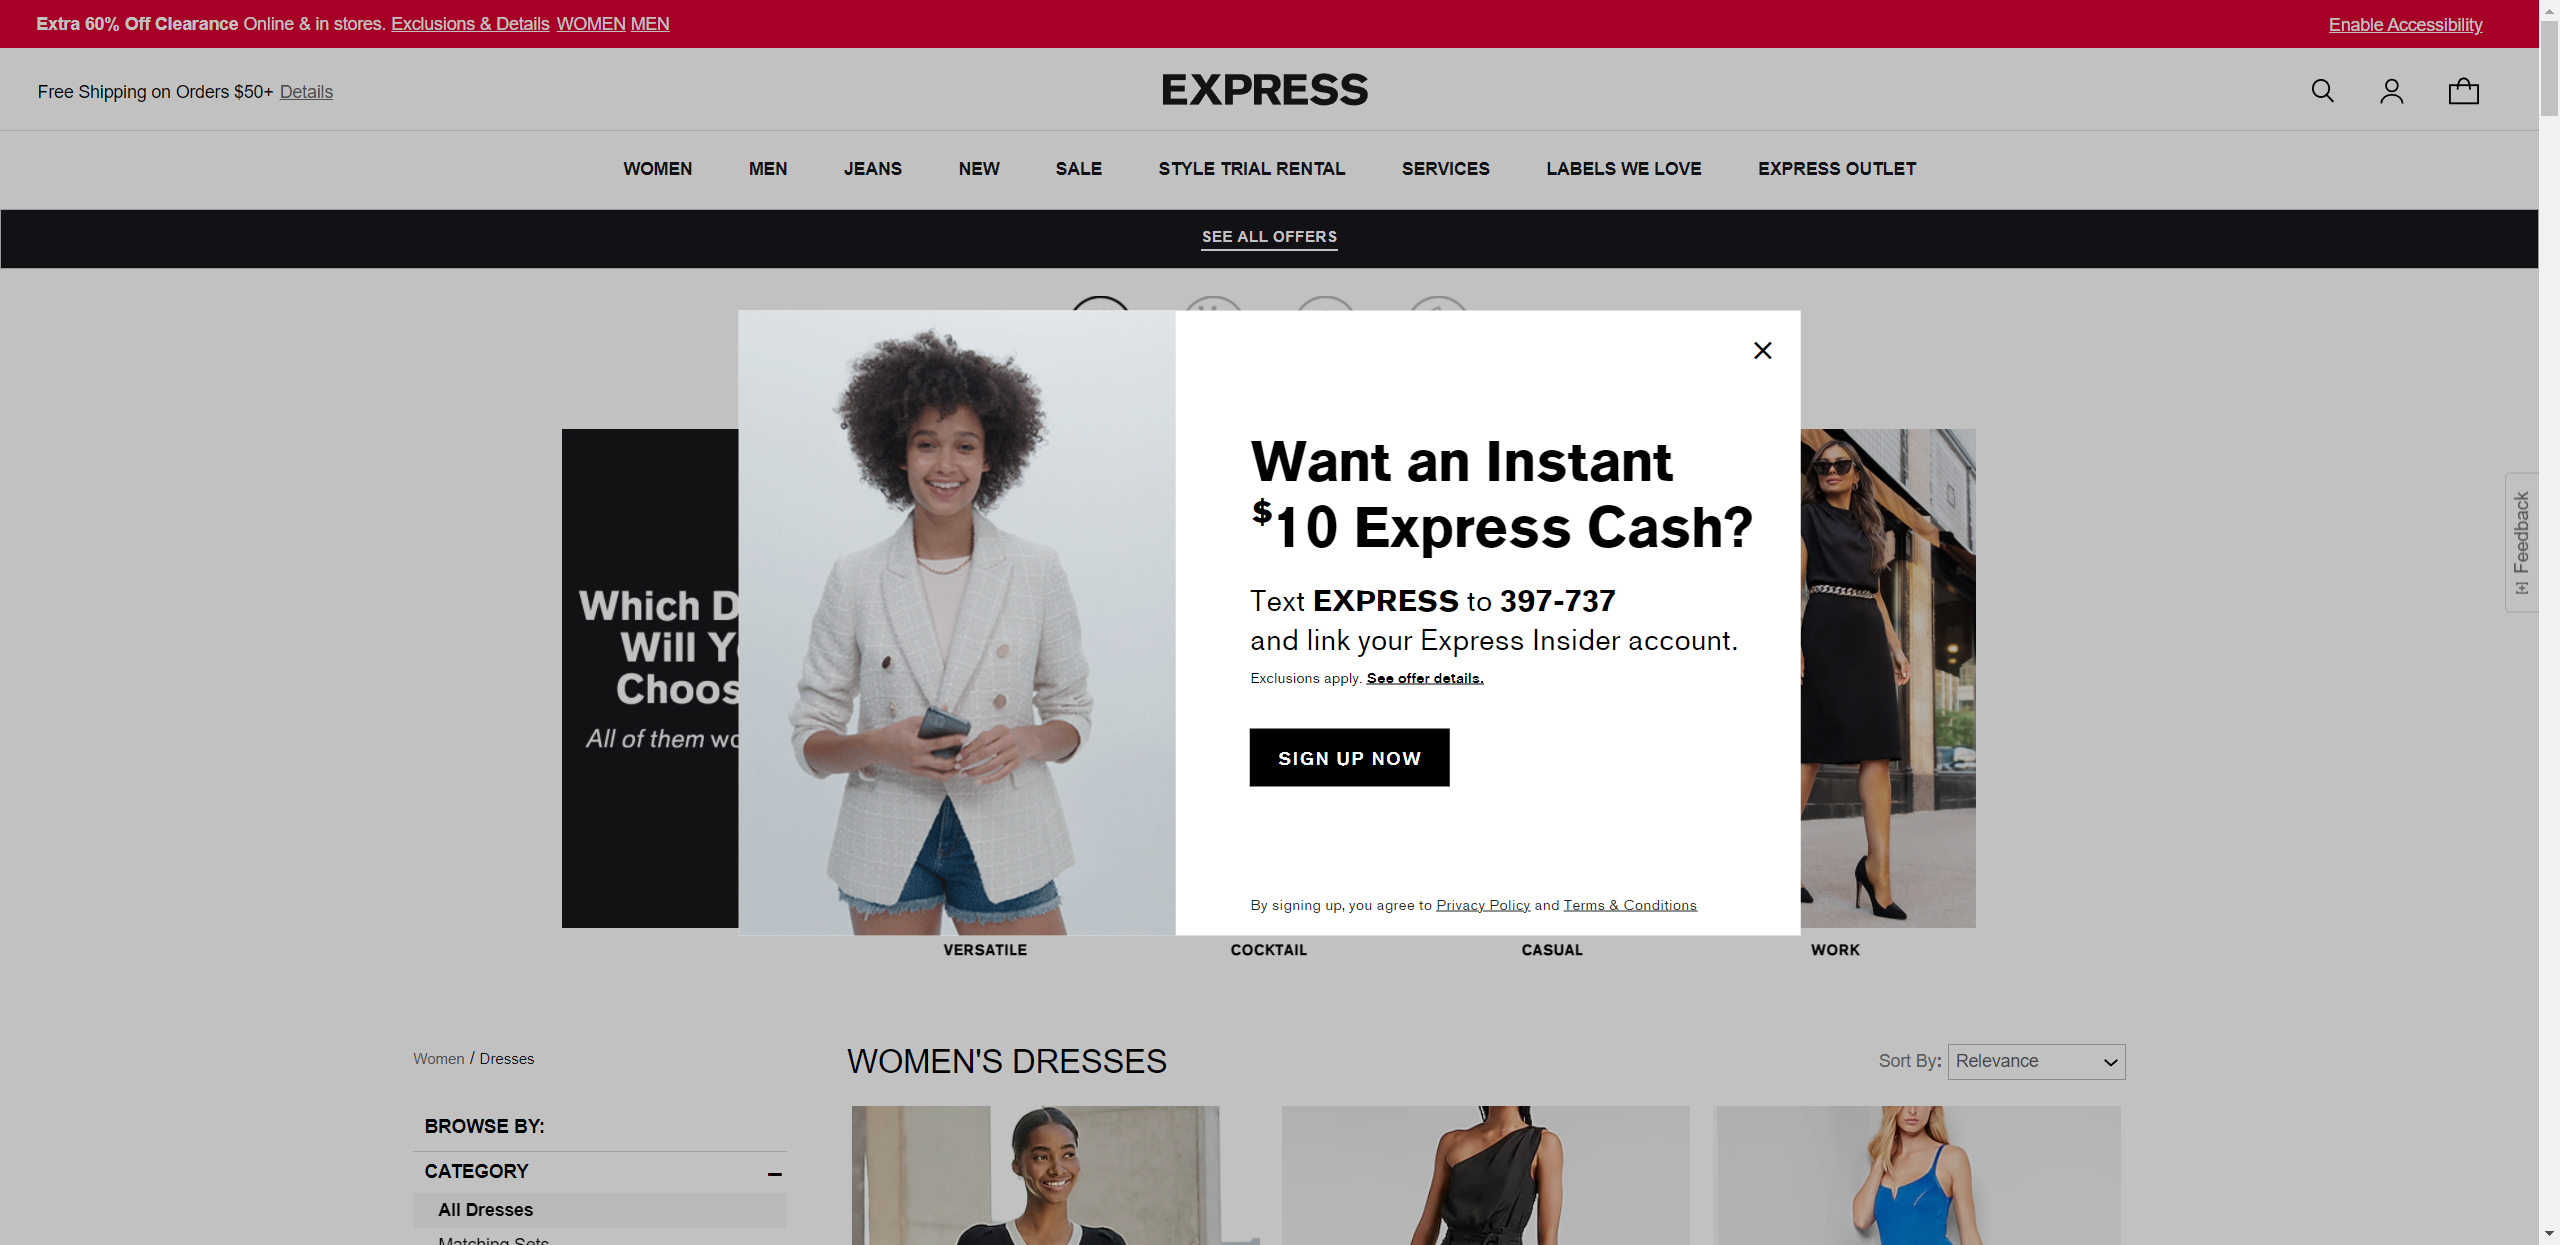 Extra 60% Off Clearance Online & in stores. Exclusions & Details WOMEN MEN
Enable Accessibility
Free Shipping on Orders $50+ Details
EXPRESS
WOMEN MEN JEANS NEW SALE STYLE TRIAL RENTAL SERVICES LABELS WE LOVE EXPRESS OUTLET
SEE ALL OFFERS
Which
Will
All of them
Want an Instant
$10 Express Cash?
Text EXPRESS to 397-737
and link your Express Insider account.
Exclusions apply. See offer details.
SIGN UP NOW
By signing up, you agree to Privacy Policy and Terms & Conditions
[+] Feedback
VERSATILE COCKTAIL CASUAL WORK
Women / Dresses
WOMEN'S DRESSES
Sort By: Relevance
BROWSE BY:
CATEGORY
All Dresses
Matching Sets